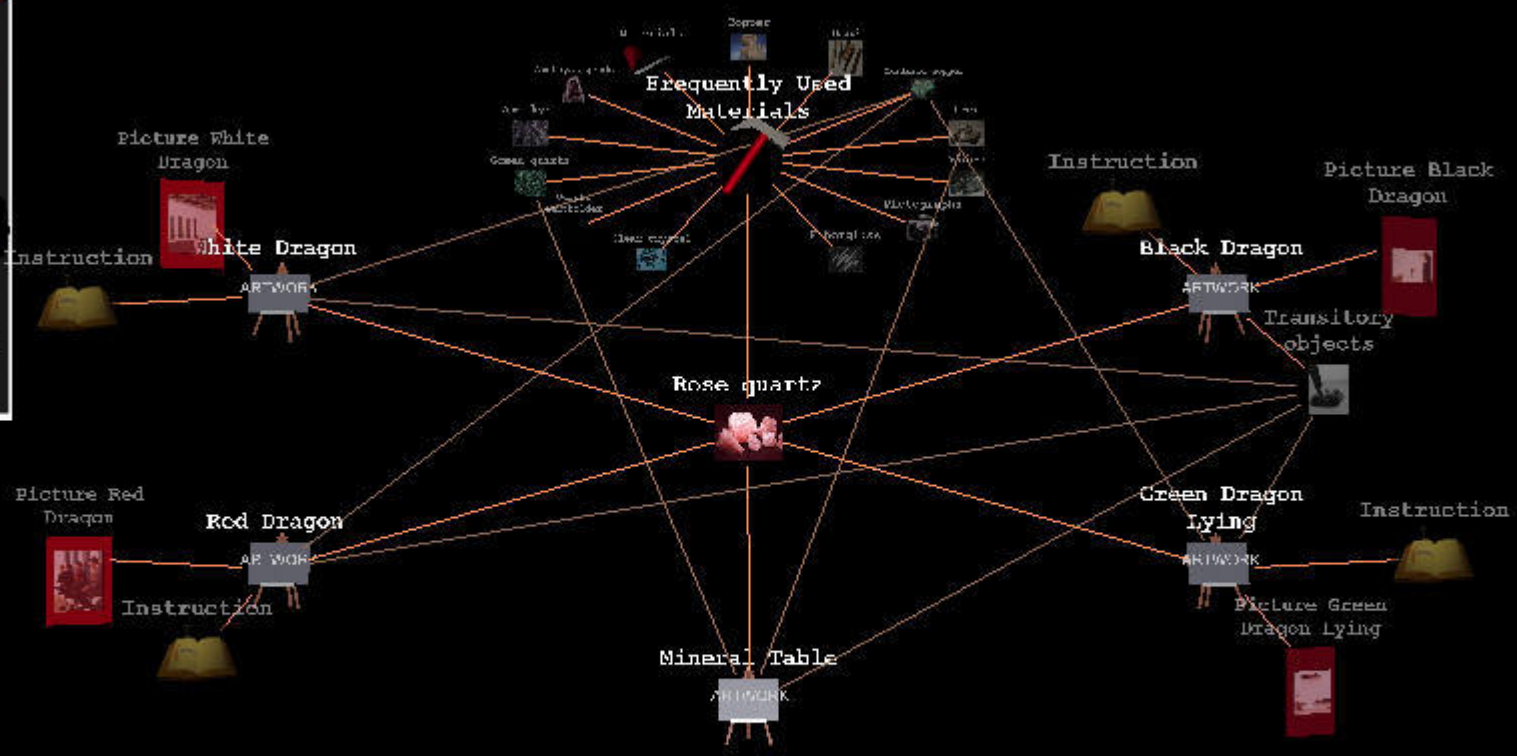 Copper
Frequently Used
Materials
Green quartz
Clear crystal
Fiberglass
Photographs
Picture White
Dragon
Instruction
White Dragon
ARTWORK
Instruction
Picture Black
Dragon
Black Dragon
ARTWORK
Transitory
objects
Rose quartz
Picture Red
Dragon
Red Dragon
ARTWORK
Instruction
Green Dragon
Lying
Instruction
ARTWORK
Picture Green
Dragon Lying
Mineral Table
ARTWORK